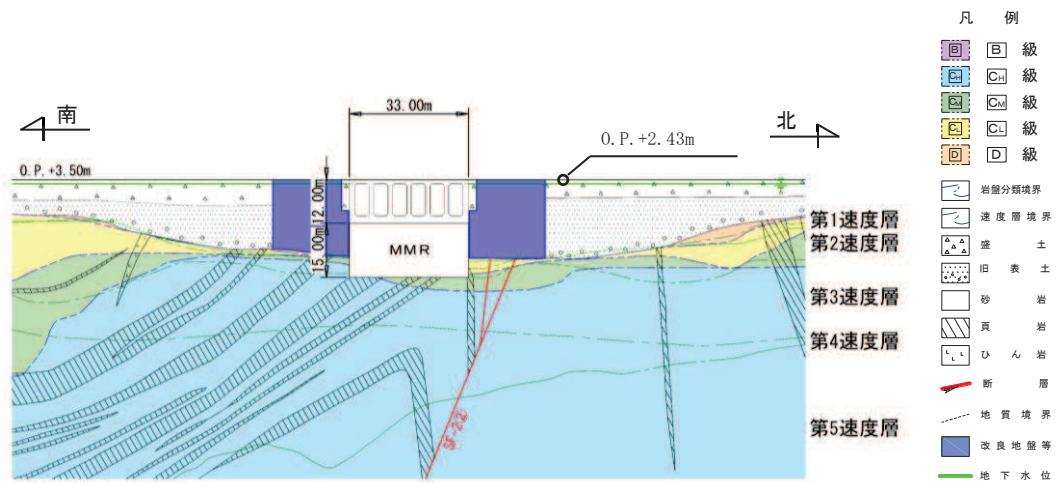 凡 例
B B 級
CH CH 級
CM CM 級
CL CL 級
D D 級
岩盤分類境界
速度層境界
盛 土
旧 表 土
砂 岩
頁 岩
ひ ん 岩
断 層
地 質 境 界
改 良 地 盤 等
地 下 水 位
南
33.00m
北
O.P.+2.43m
O.P.+3.50m
12.00m
15.00m
MMR
第1速度層
第2速度層
第3速度層
第4速度層
第5速度層
SF-22